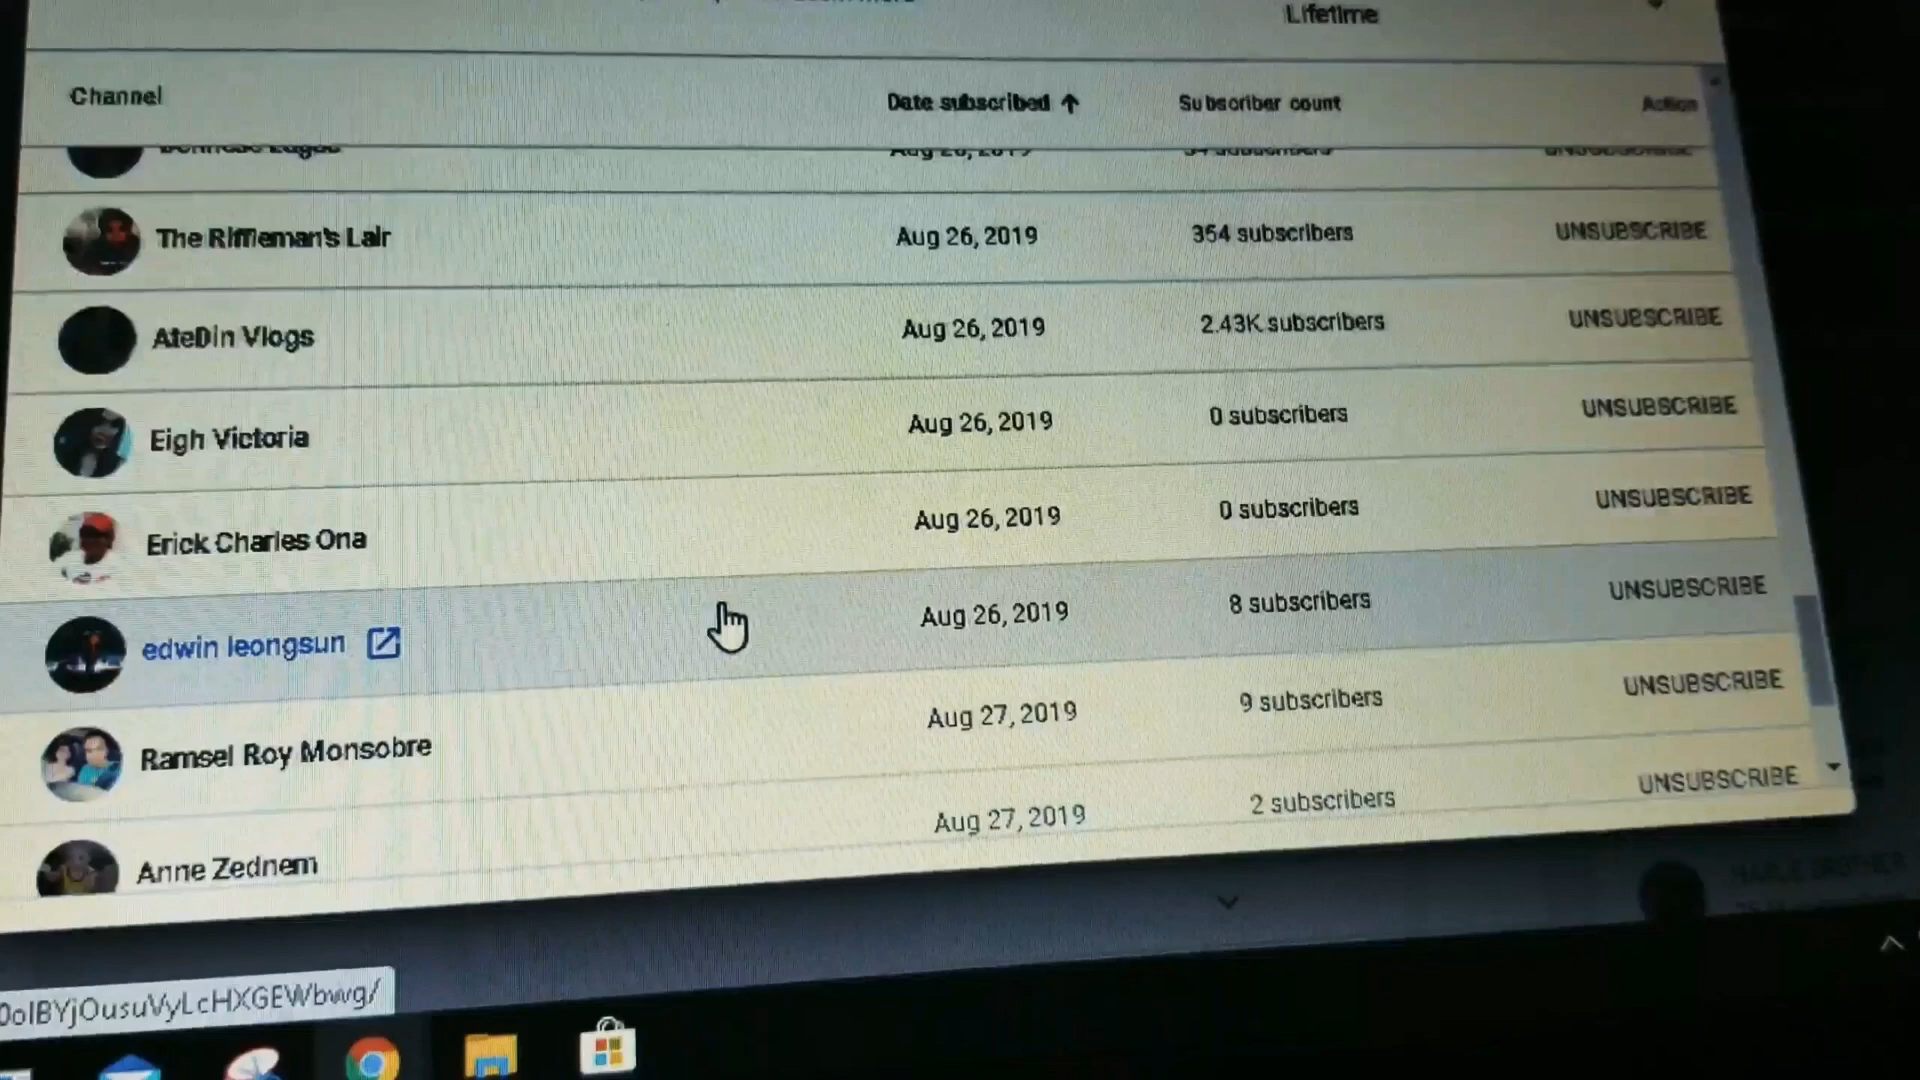 Lifetime
Channel Date subscribed ↑ Subscriber count Action
The Riffleman's Lair Aug 26, 2019 354 subscribers UNSUBSCRIBE
AteDin Vlogs Aug 26, 2019 2.43K subscribers UNSUBSCRIBE
Eigh Victoria Aug 26, 2019 0 subscribers UNSUBSCRIBE
Erick Charles Ona Aug 26, 2019 0 subscribers UNSUBSCRIBE
edwin leongsun Aug 26, 2019 8 subscribers UNSUBSCRIBE
Ramsel Roy Monsobre Aug 27, 2019 9 subscribers UNSUBSCRIBE
Anne Zednem Aug 27, 2019 2 subscribers UNSUBSCRIBE